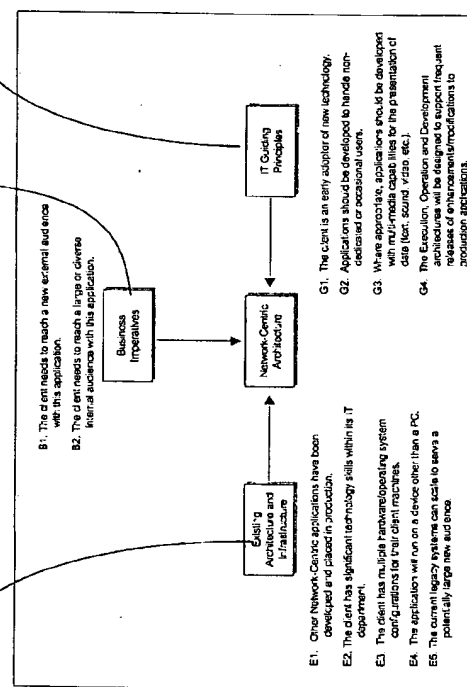 B1. The client needs to reach a new external audience
with this application.
B2. The client needs to reach a large or diverse
internal audience with this application.
Business
Imperatives
Existing
Architecture and
Infrastructure
Network-Centric
Architecture
IT Guiding
Principles
E1. Other Network-Centric applications have been
developed and placed in production.
E2. The client has significant technology skills within its IT
department.
E3. The client has multiple hardware/operating system
configurations for their client machines.
E4. The application will run on a device other than a PC.
E5. The current legacy systems can scale to serve a
potentially large new audience.
G1. The client is an early adopter of new technology.
G2. Applications should be developed to handle non-
dedicated or occasional users.
G3. Where appropriate, applications should be developed
with multi-media capabilities for the presentation of
data (text, sound, video, etc.).
G4. The Execution, Operation and Development
architectures will be designed to support frequent
releases of enhancements/modifications to
production applications.